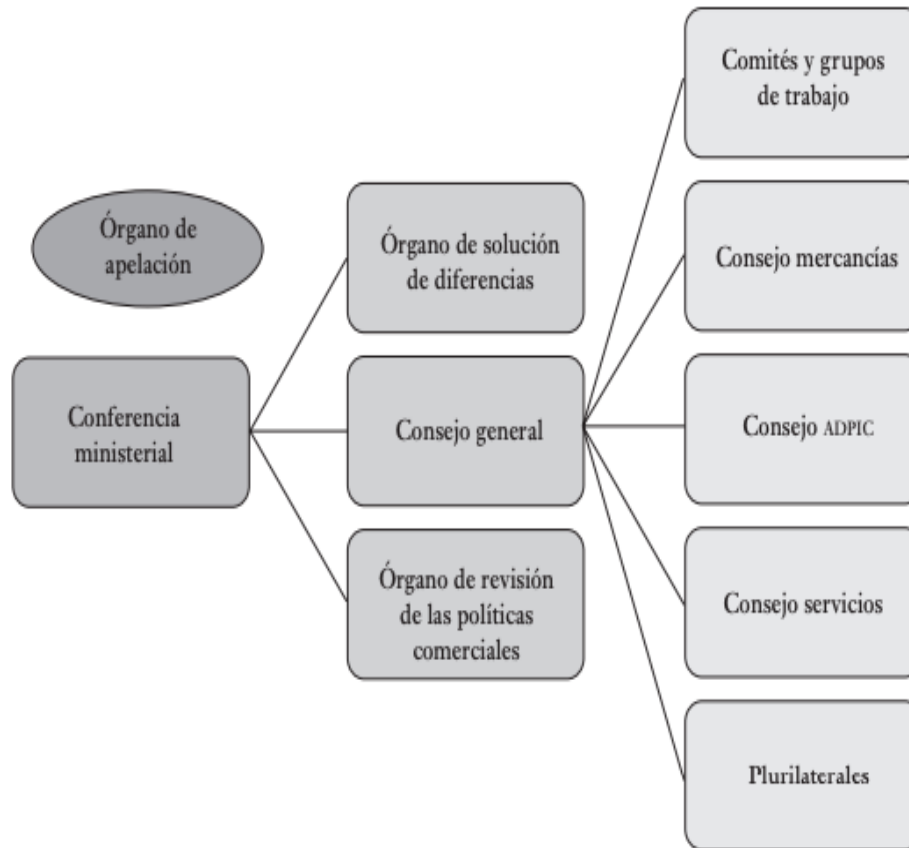 Órgano de
apelación
Conferencia
ministerial
Órgano de solución
de diferencias
Consejo general
Órgano de revisión
de las políticas
comerciales
Comités y grupos
de trabajo
Consejo mercancías
Consejo ADPIC
Consejo servicios
Plurilaterales